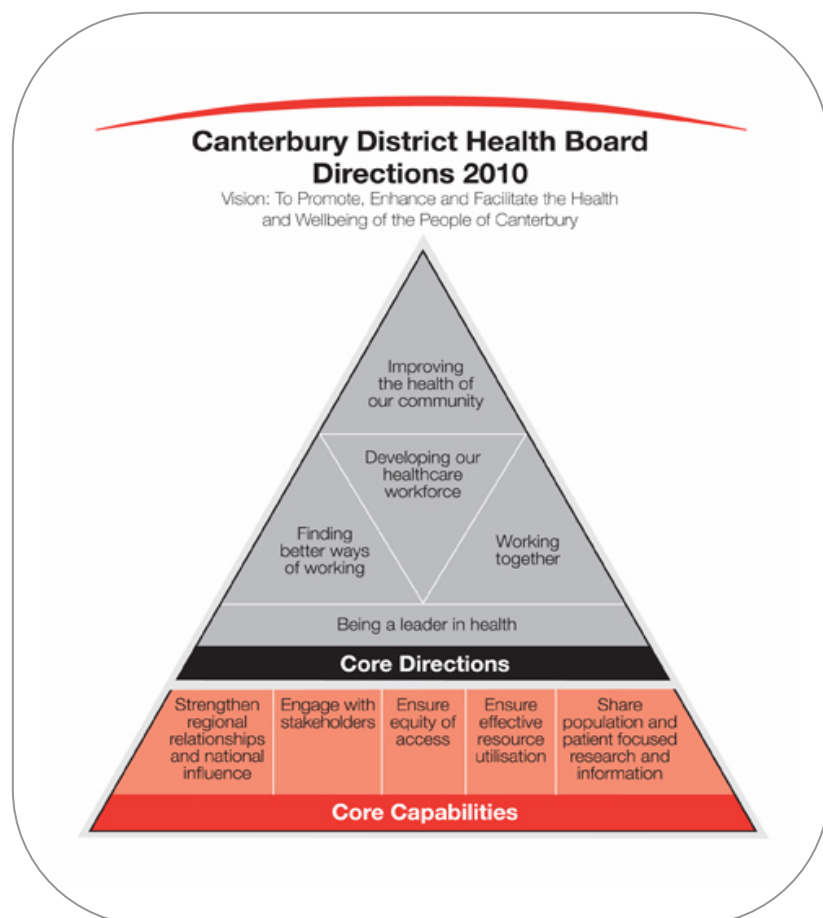 Canterbury District Health Board
Directions 2010
Vision: To Promote, Enhance and Facilitate the Health
and Wellbeing of the People of Canterbury
Improving
the health of
our community
Developing our
healthcare
workforce
Finding
better ways
of working
Working
together
Being a leader in health
Core Directions
Strengthen
regional
relationships
and national
influence
Engage with
stakeholders
Ensure
equity of
access
Ensure
effective
resource
utilisation
Share
population and
patient focused
research and
information
Core Capabilities